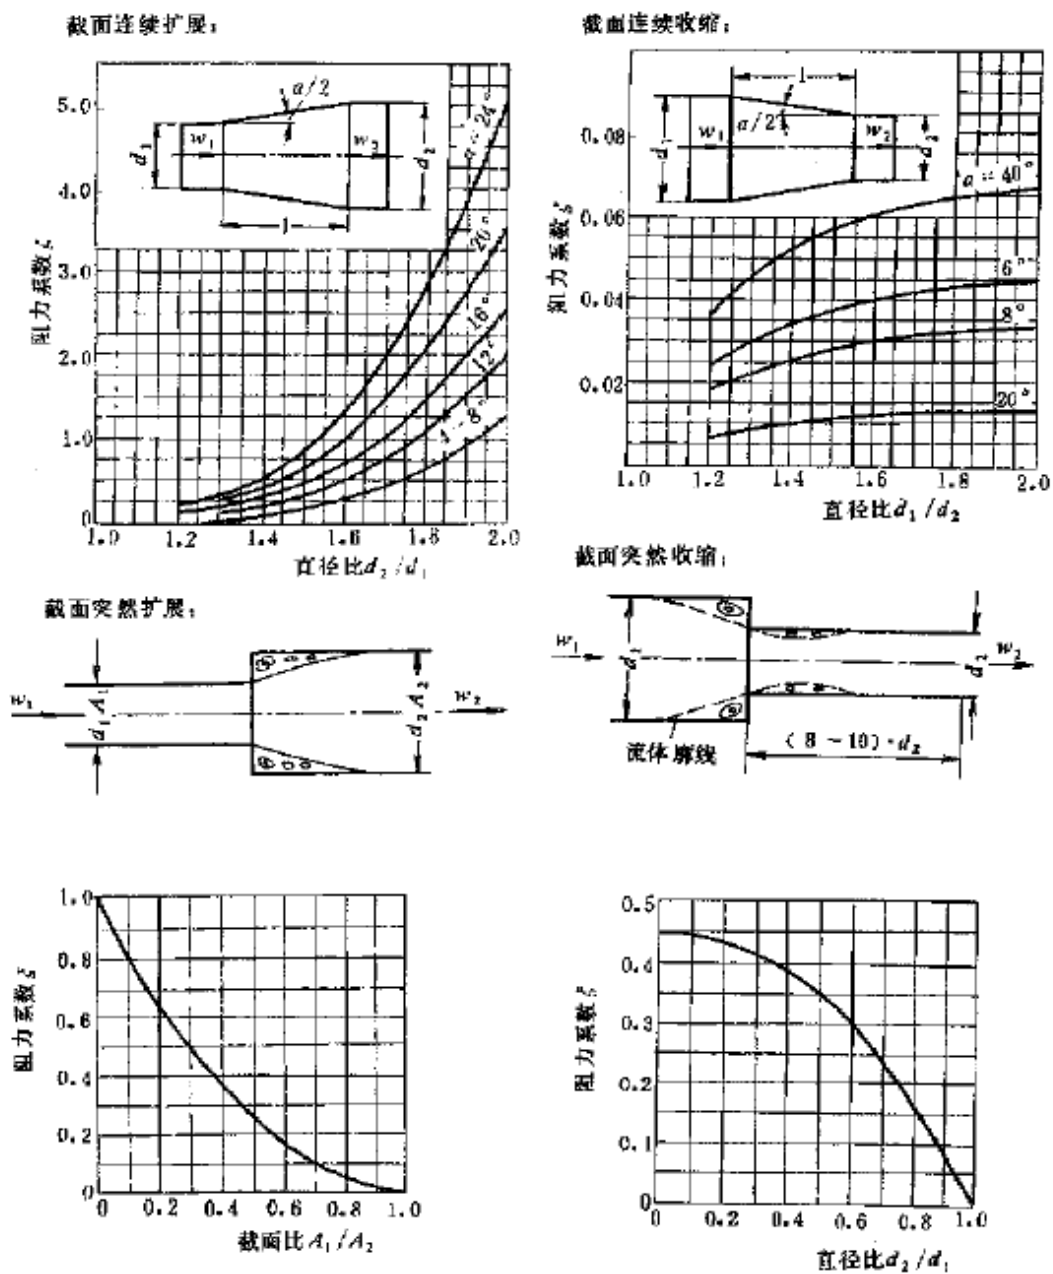 截面连续扩展:
5.0
4.0
3.0
2.0
1.0
0
阻力系数 ξ
a/2
w₁
w₂
d₁
d₂
l
a = 24°
20°
16°
12°
4-8°
1.0 1.2 1.4 1.6 1.8 2.0
直径比d₂/d₁
截面连续收缩:
0.08
0.06
0.04
0.02
阻力系数 ξ
l
a/2
w₁
w₂
d₁
d₂
a = 40°
6°
8°
20°
1.0 1.2 1.4 1.6 1.8 2.0
直径比d₁/d₂
截面突然扩展:
w₁
d₁ A₁
d₂ A₂
w₂
截面突然收缩:
w₁
d₁
d₂
w₂
流体廓线
(8~10)·d₂
1.0
0.8
0.6
0.4
0.2
0
阻力系数 ξ
0 0.2 0.4 0.6 0.8 1.0
截面比A₁/A₂
0.5
0.4
0.3
0.2
0.1
0
阻力系数 ξ
0 0.2 0.4 0.6 0.8 1.0
直径比d₂/d₁